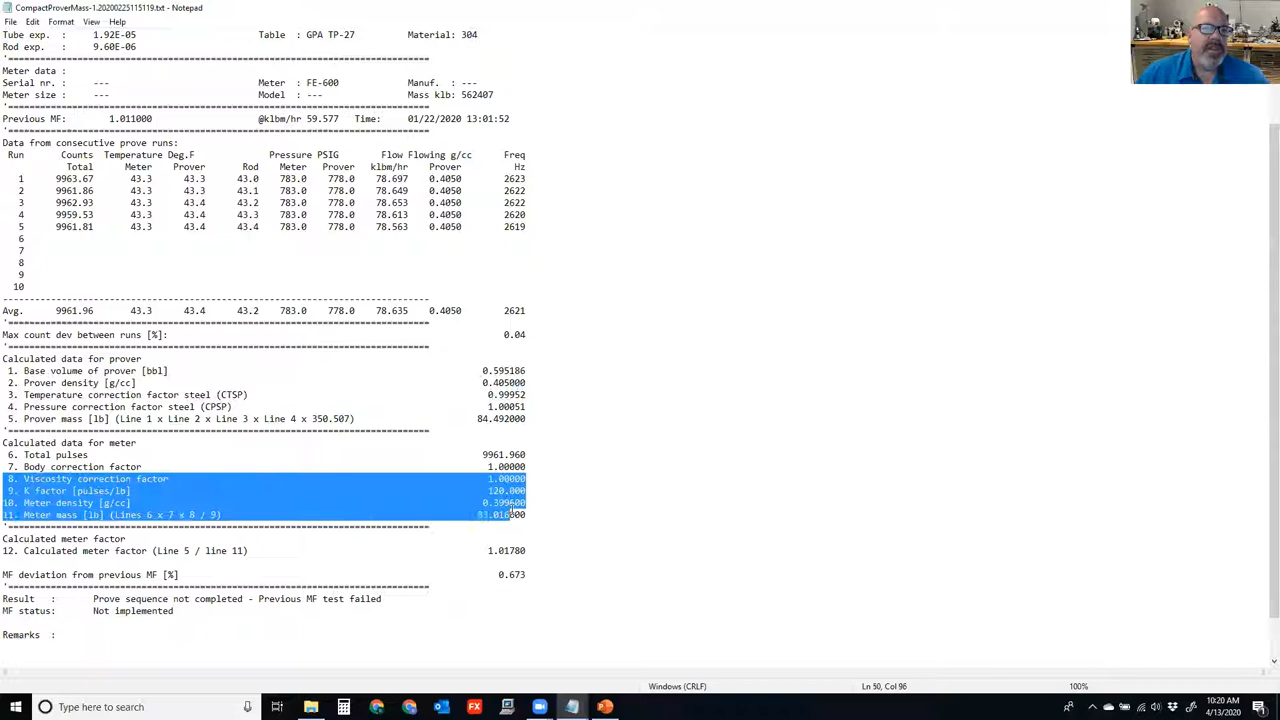 CompactProverMass-1.20200225115119.txt - Notepad
File Edit Format View Help
Tube exp. : 1.92E-05 Table : GPA TP-27 Material: 304
Rod exp. : 9.60E-06
'==============================================================================
Meter data :
Serial nr. : --- Meter : FE-600 Manuf. : ---
Meter size : --- Model : --- Mass klb: 562407
'==============================================================================
Previous MF: 1.011000 @klbm/hr 59.577 Time: 01/22/2020 13:01:52
'==============================================================================
Data from consecutive prove runs:
Run Counts Temperature Deg.F Pressure PSIG Flow Flowing g/cc Freq
Total Meter Prover Rod Meter Prover klbm/hr Prover Hz
1 9963.67 43.3 43.3 43.0 783.0 778.0 78.697 0.4050 2623
2 9961.86 43.3 43.3 43.1 783.0 778.0 78.649 0.4050 2622
3 9962.93 43.3 43.4 43.2 783.0 778.0 78.653 0.4050 2622
4 9959.53 43.3 43.4 43.3 783.0 778.0 78.613 0.4050 2620
5 9961.81 43.3 43.4 43.4 783.0 778.0 78.563 0.4050 2619
6
7
8
9
10
-------------------------------------------------------------------------------
Avg. 9961.96 43.3 43.4 43.2 783.0 778.0 78.635 0.4050 2621
'==============================================================================
Max count dev between runs [%]: 0.04
'==============================================================================
Calculated data for prover
1. Base volume of prover [bbl] 0.595186
2. Prover density [g/cc] 0.405000
3. Temperature correction factor steel (CTSP) 0.99952
4. Pressure correction factor steel (CPSP) 1.00051
5. Prover mass [lb] (Line 1 x Line 2 x Line 3 x Line 4 x 350.507) 84.492000
'==============================================================================
Calculated data for meter
6. Total pulses 9961.960
7. Body correction factor 1.00000
8. Viscosity correction factor 1.00000
9. K factor [pulses/lb] 120.000
10. Meter density [g/cc] 0.399600
11. Meter mass [lb] (Lines 6 x 7 x 8 / 9) 83.016000
'==============================================================================
Calculated meter factor
12. Calculated meter factor (Line 5 / line 11) 1.01780
MF deviation from previous MF [%] 0.673
'==============================================================================
Result : Prove sequence not completed - Previous MF test failed
MF status: Not implemented
Remarks :
Windows (CRLF) Ln 50, Col 96 100%
Type here to search
FX
10:20 AM
4/13/2020